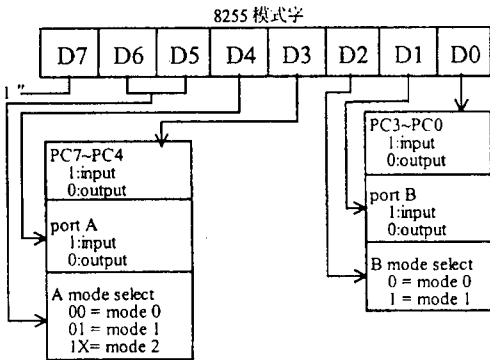 8255 模式字
D7 D6 D5 D4 D3 D2 D1 D0
1 "
PC7~PC4
1:input
0:output
port A
1:input
0:output
A mode select
00 = mode 0
01 = mode 1
1X= mode 2
PC3~PC0
1:input
0:output
port B
1:input
0:output
B mode select
0 = mode 0
1 = mode 1